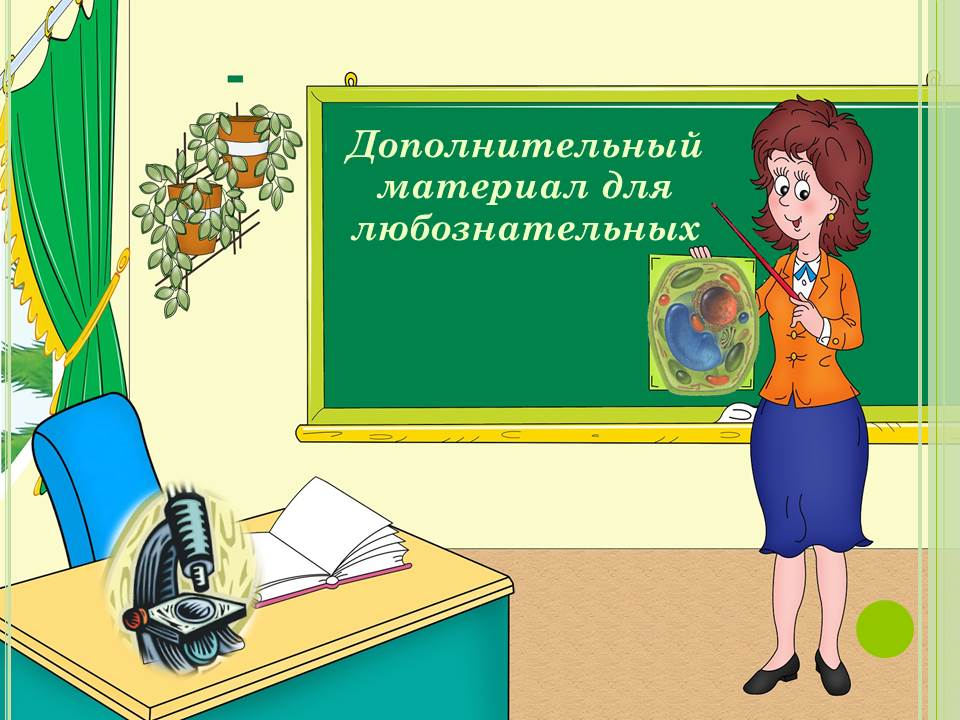 -
Дополнительный
материал для
любознательных